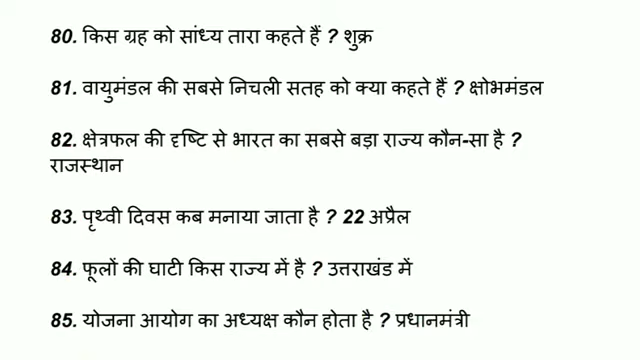 80. किस ग्रह को सांध्य तारा कहते हैं ? शुक्र
81. वायुमंडल की सबसे निचली सतह को क्या कहते हैं ? क्षोभमंडल
82. क्षेत्रफल की दृष्टि से भारत का सबसे बड़ा राज्य कौन-सा है ?
राजस्थान
83. पृथ्वी दिवस कब मनाया जाता है ? 22 अप्रैल
84. फूलों की घाटी किस राज्य में है ? उत्तराखंड में
85. योजना आयोग का अध्यक्ष कौन होता है ? प्रधानमंत्री